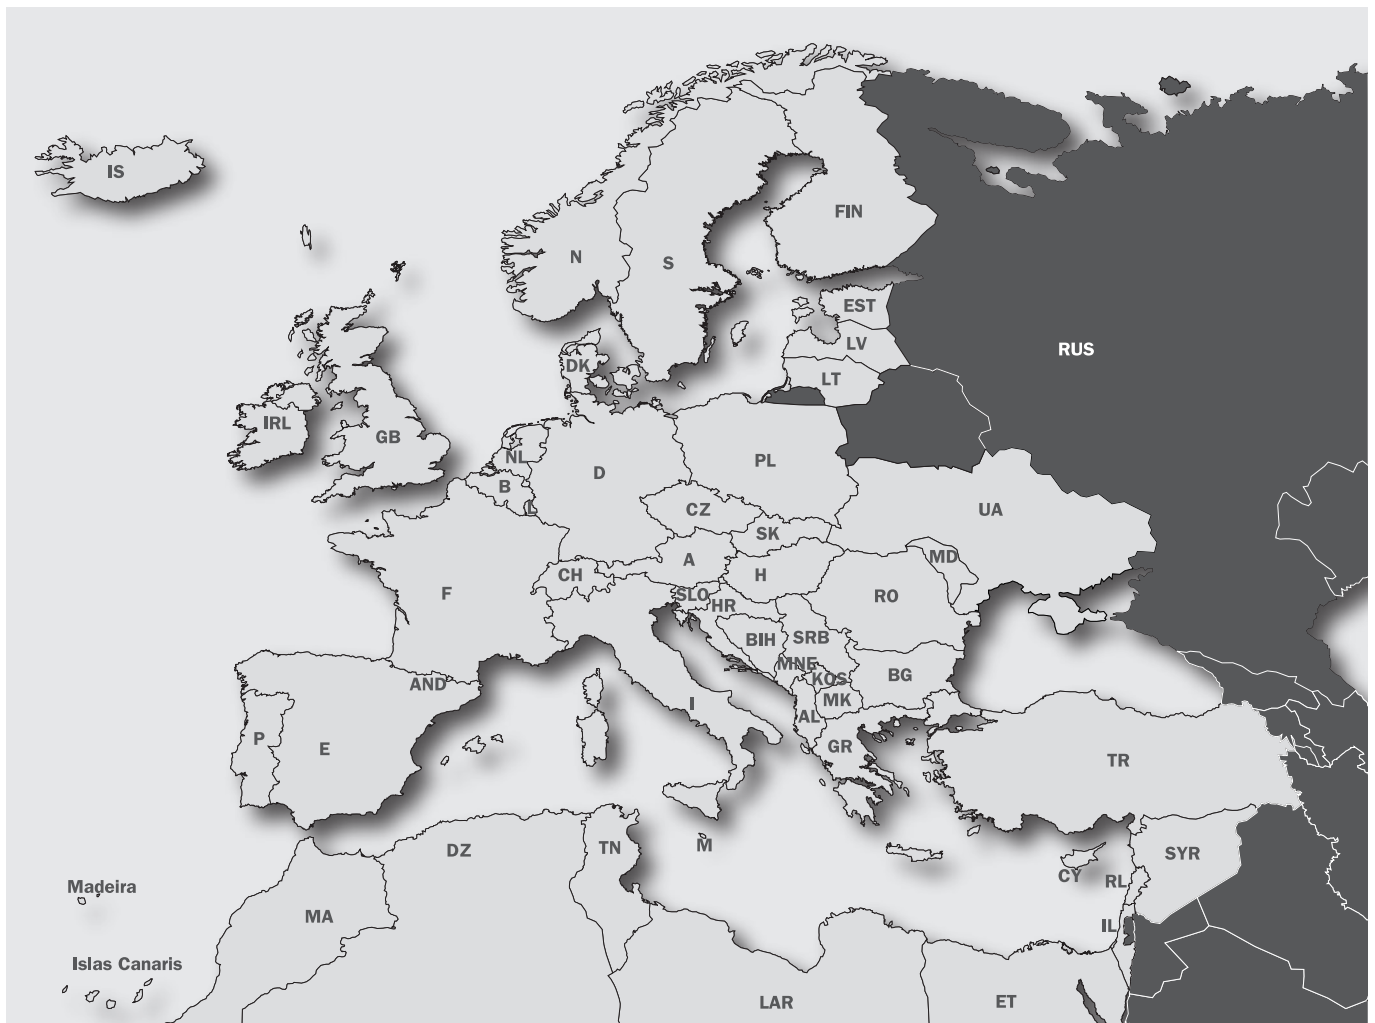 IS
FIN
N
S
EST
RUS
LV
DK
LT
IRL
GB
NL
PL
D
B
L
CZ
UA
SK
MD
A
CH
H
F
SLO
RO
HR
BIH
SRB
MNE
KOS
BG
AND
MK
I
AL
P
E
GR
TR
M
DZ
TN
SYR
CY
RL
Madeira
MA
IL
Islas Canaris
LAR
ET